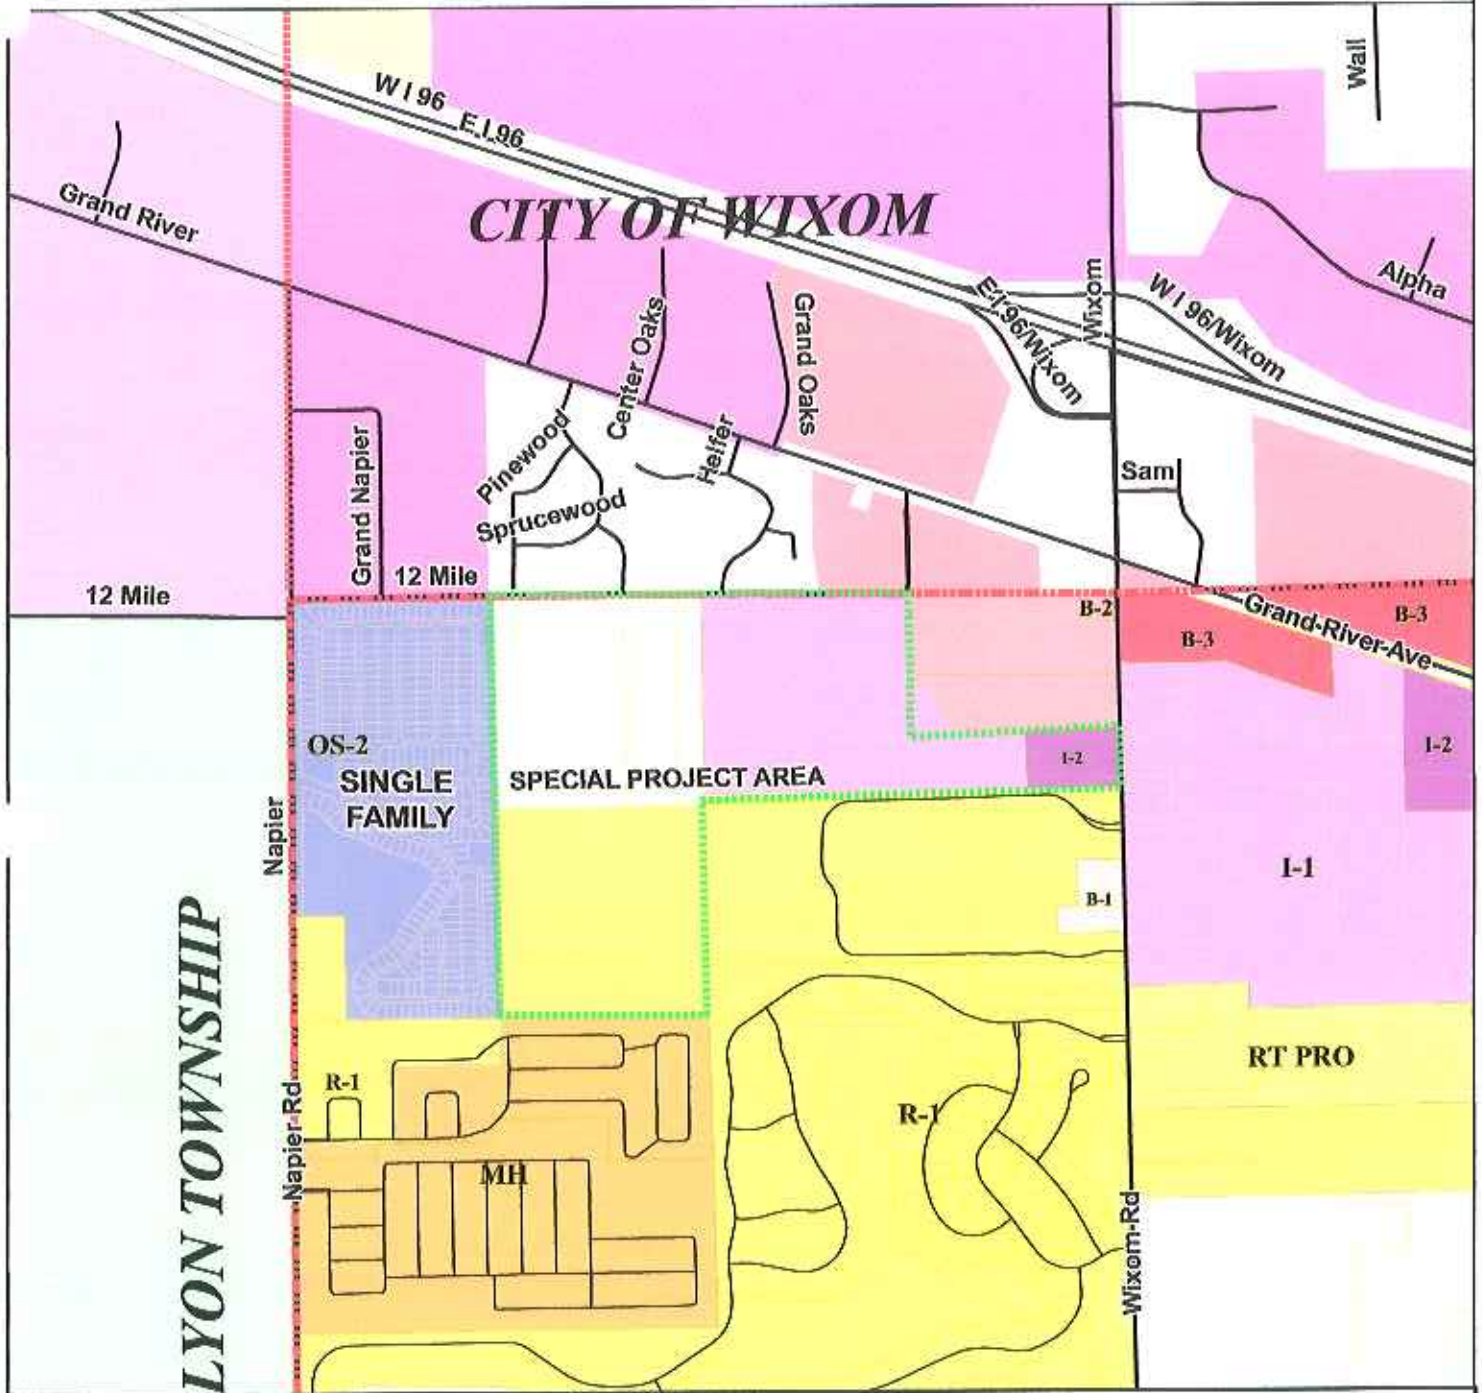 Wall
W I 96
E I 96
Grand River
CITY OF WIXOM
Wixom
Alpha
E I 96/Wixom
W I 96/Wixom
Center Oaks
Grand Oaks
Pinewood
Helfer
Grand Napier
Sprucewood
Sam
12 Mile
12 Mile
B-2
B-3
Grand River Ave
B-3
OS-2
SINGLE
FAMILY
SPECIAL PROJECT AREA
I-2
I-2
Napier
I-1
B-1
LYON TOWNSHIP
R-1
RT PRO
Napier Rd
R-1
MH
Wixom Rd